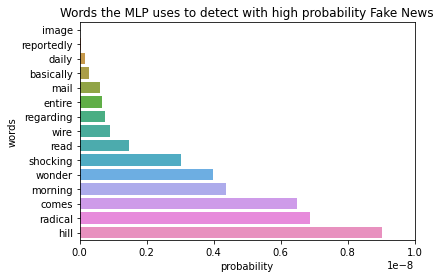 Words the MLP uses to detect with high probability Fake News
image
reportedly
daily
basically
mail
entire
regarding
wire
read
shocking
wonder
morning
comes
radical
hill
words
0.0 0.2 0.4 0.6 0.8 1.0
1e−8
probability